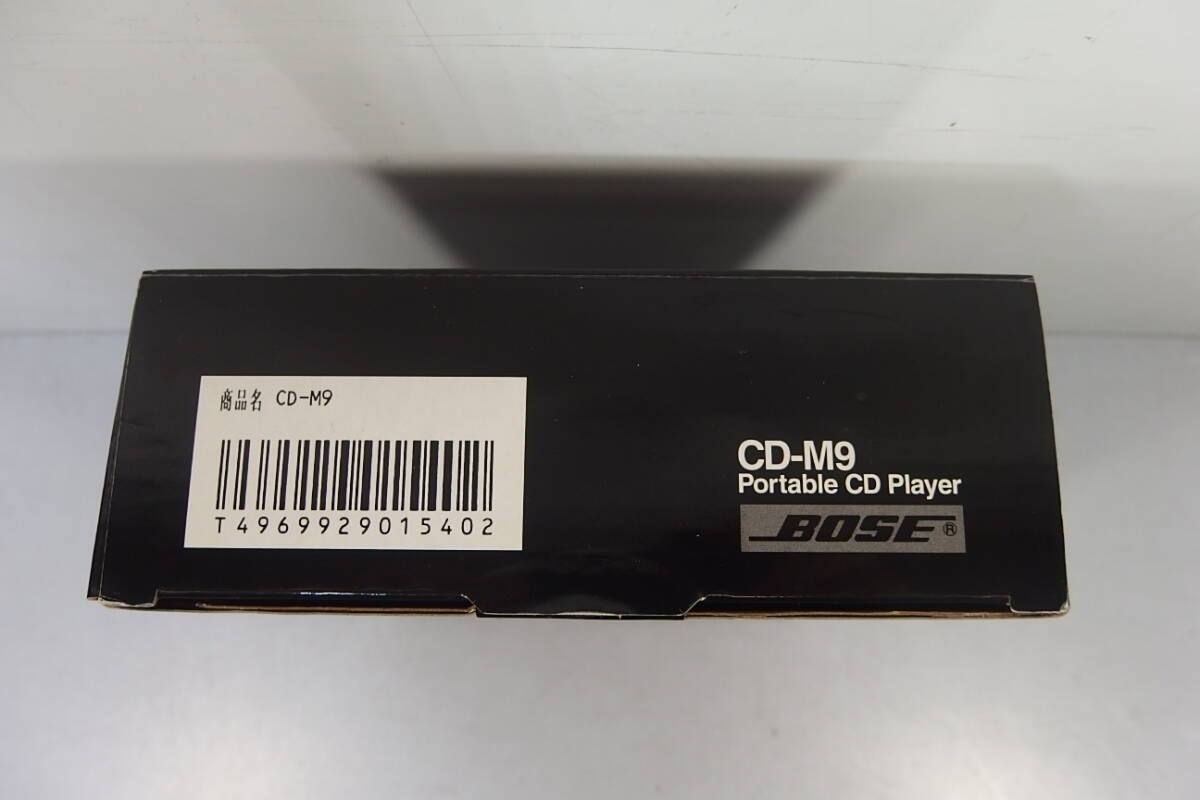 商品名 CD-M9
T4969929015402
CD-M9
Portable CD Player
BOSE®